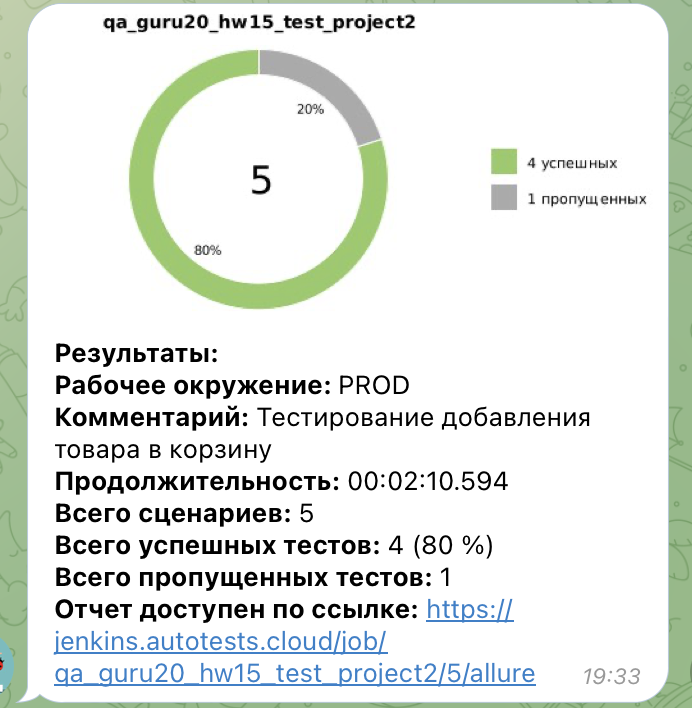 qa_guru20_hw15_test_project2
20%
5
80%
4 успешных
1 пропущенных
Результаты:
Рабочее окружение: PROD
Комментарий: Тестирование добавления
товара в корзину
Продолжительность: 00:02:10.594
Всего сценариев: 5
Всего успешных тестов: 4 (80 %)
Всего пропущенных тестов: 1
Отчет доступен по ссылке: https://
jenkins.autotests.cloud/job/
qa_guru20_hw15_test_project2/5/allure
19:33